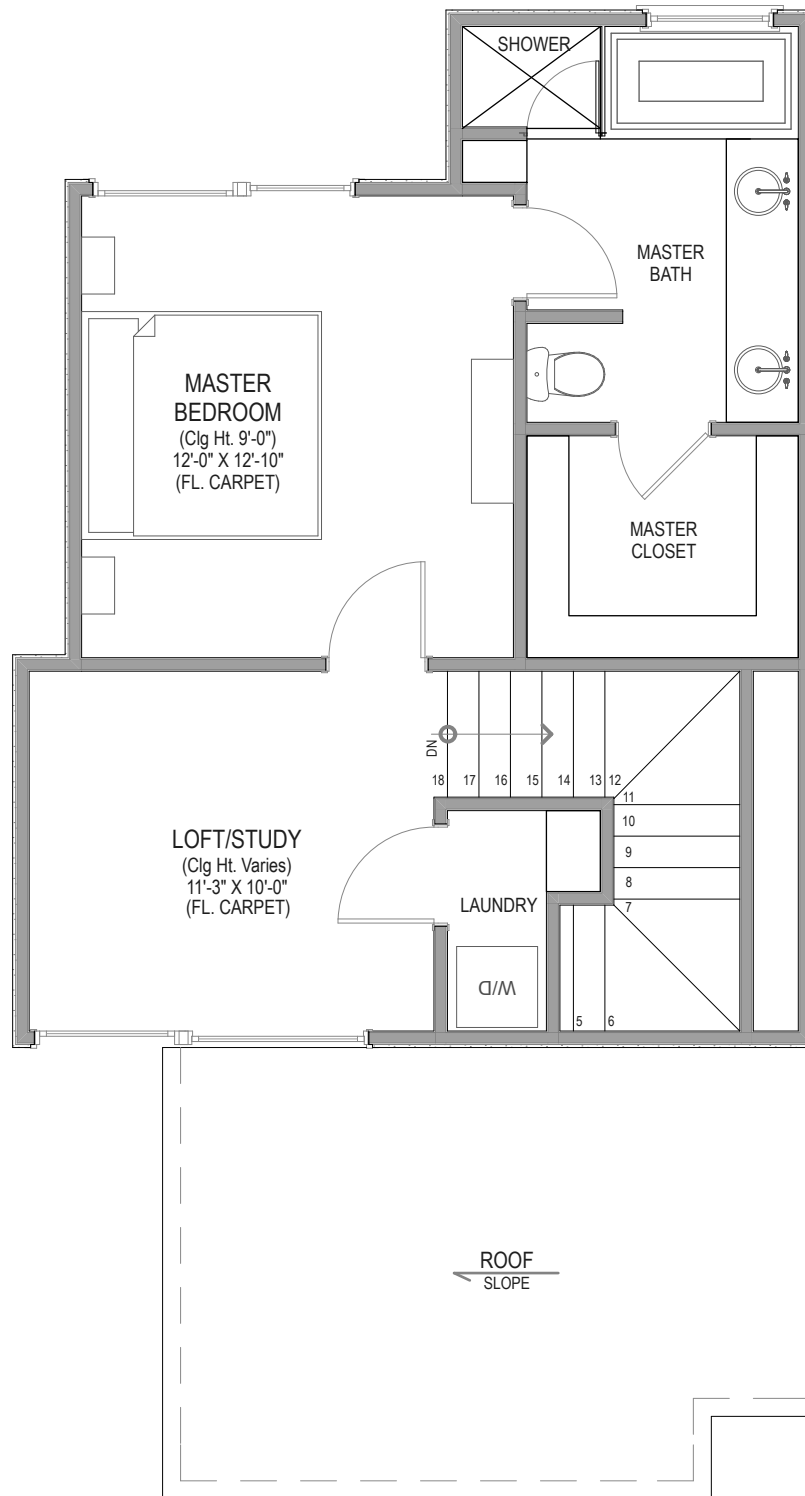 SHOWER
MASTER
BATH
MASTER
BEDROOM
(Clg Ht. 9'-0")
12'-0" X 12'-10"
(FL. CARPET)
MASTER
CLOSET
DN
18 17 16 15 14 13 12
11
10
9
8
7
LOFT/STUDY
(Clg Ht. Varies)
11'-3" X 10'-0"
(FL. CARPET)
LAUNDRY
W/D
5 6
ROOF
SLOPE